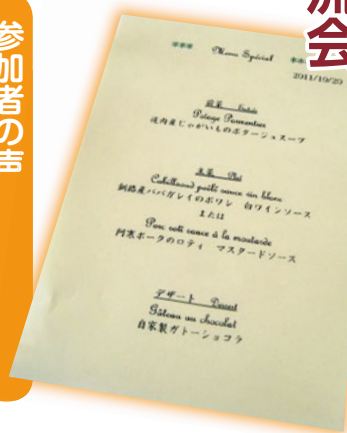 参加者の声
流
会
*** Menu Spécial ***
2011/19/29
前菜 Entrée
Potage Parmentier
道内産じゃがいものポタージュスープ
主菜 Plat
Cabillaud poêlé sauce vin blanc
釧路産ババガレイのポワレ 白ワインソース
または
Porc roti sauce à la moutarde
阿寒ポークのロティ マスタードソース
デザート Dessert
Gâteau au chocolat
自家製ガトーショコラ